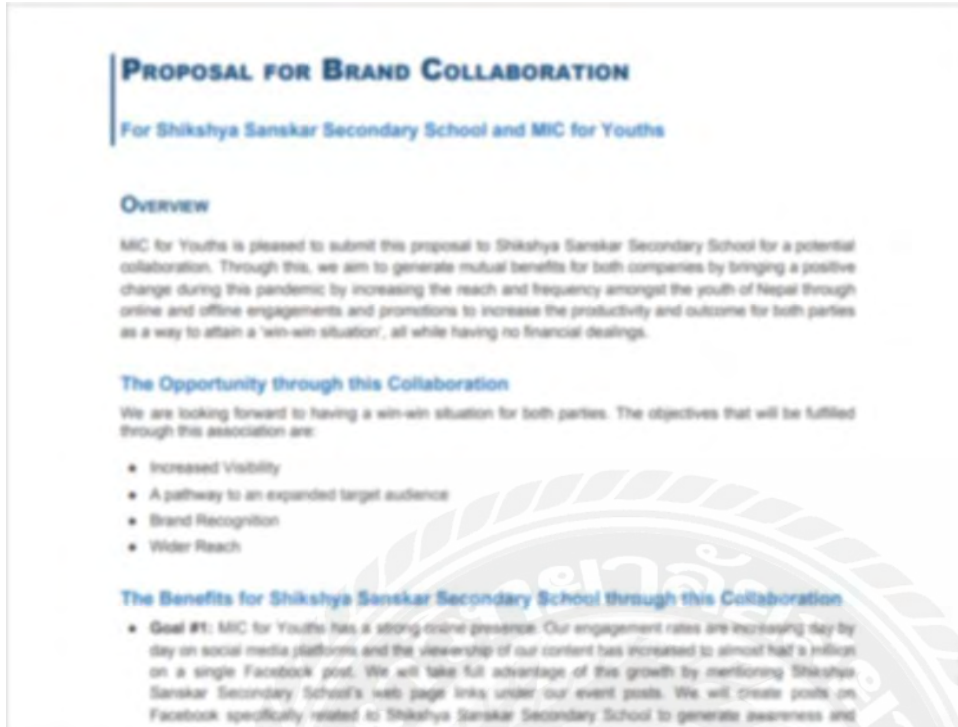 PROPOSAL FOR BRAND COLLABORATION
For Shikshya Sanskar Secondary School and MIC for Youths
OVERVIEW
MIC for Youths is pleased to submit this proposal to Shikshya Sanskar Secondary School for a potential
collaboration. Through this, we aim to generate mutual benefits for both companies by bringing a positive
change during this pandemic by increasing the reach and frequency amongst the youth of Nepal through
online and offline engagements and promotions to increase the productivity and outcome for both parties
as a way to attain a 'win-win situation', all while having no financial dealings.
The Opportunity through this Collaboration
We are looking forward to having a win-win situation for both parties. The objectives that will be fulfilled
through this association are:
• Increased Visibility
• A pathway to an expanded target audience
• Brand Recognition
• Wider Reach
The Benefits for Shikshya Sanskar Secondary School through this Collaboration
• Goal #1: MIC for Youths has a strong online presence. Our engagement rates are increasing day by
day on social media platforms and the viewership of our content has increased to almost half a million
on a single Facebook post. We will take full advantage of this growth by mentioning Shikshya
Sanskar Secondary School's web page links under our event posts. We will create posts on
Facebook specifically related to Shikshya Sanskar Secondary School to generate awareness and